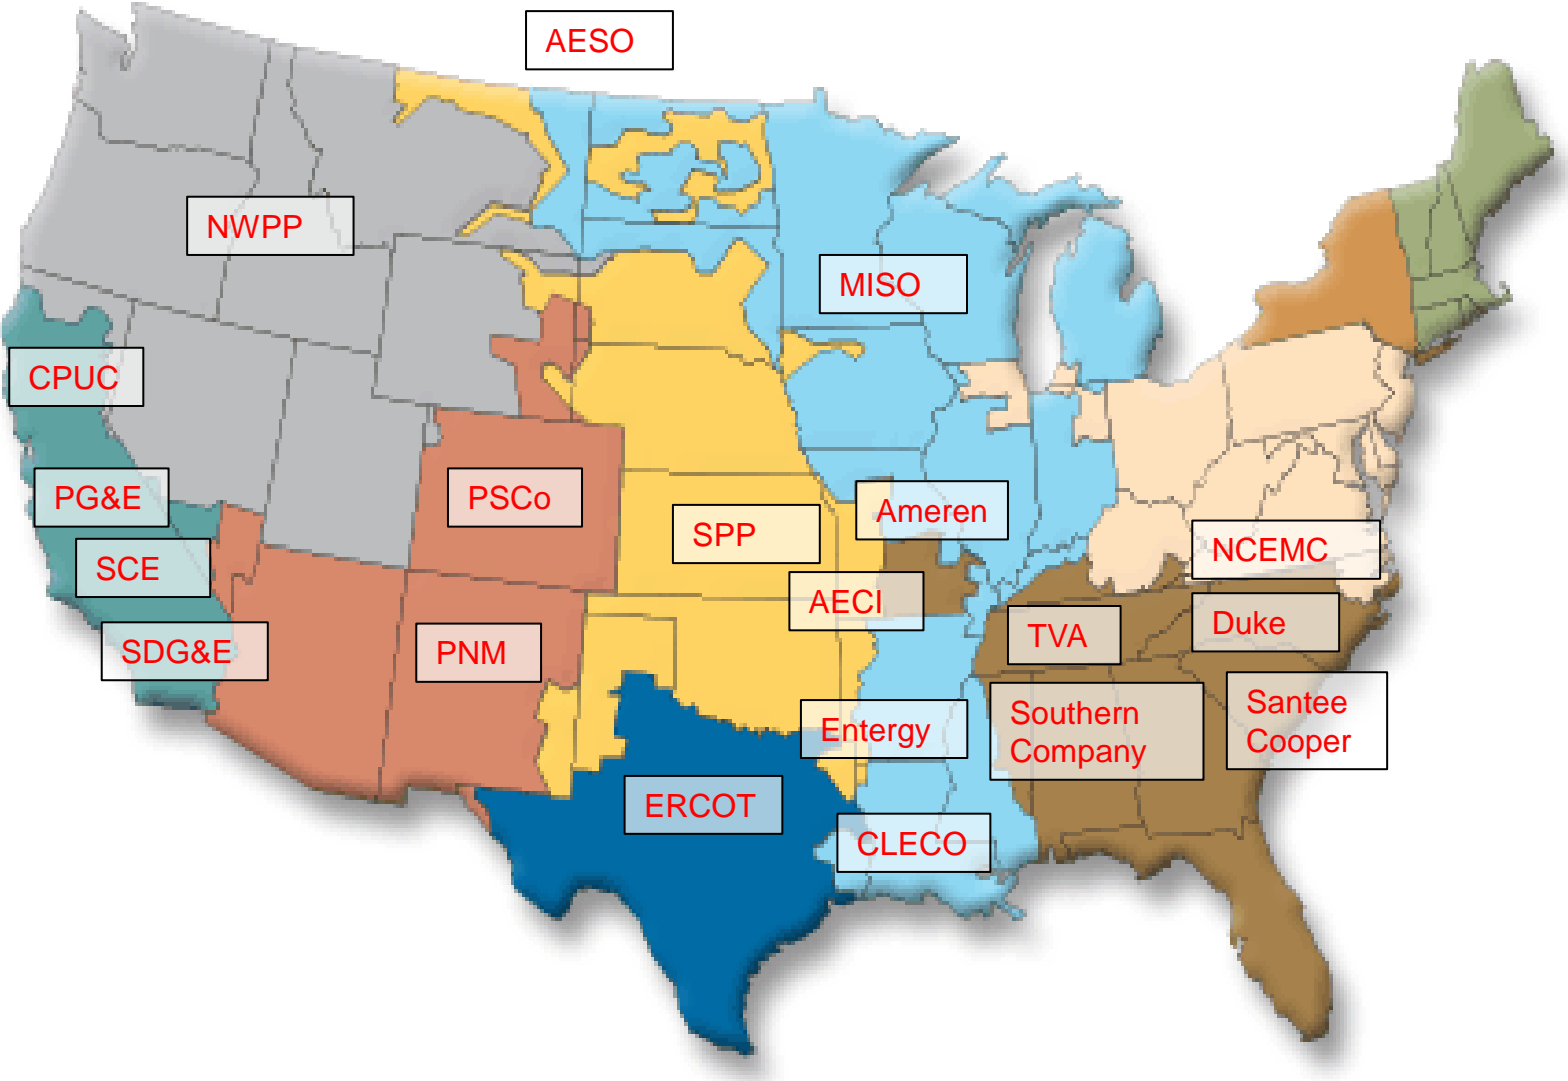 AESO
NWPP
MISO
CPUC
PG&E
PSCo
Ameren
SPP
NCEMC
SCE
AECI
Duke
TVA
SDG&E
PNM
Southern
Company
Santee
Cooper
Entergy
ERCOT
CLECO